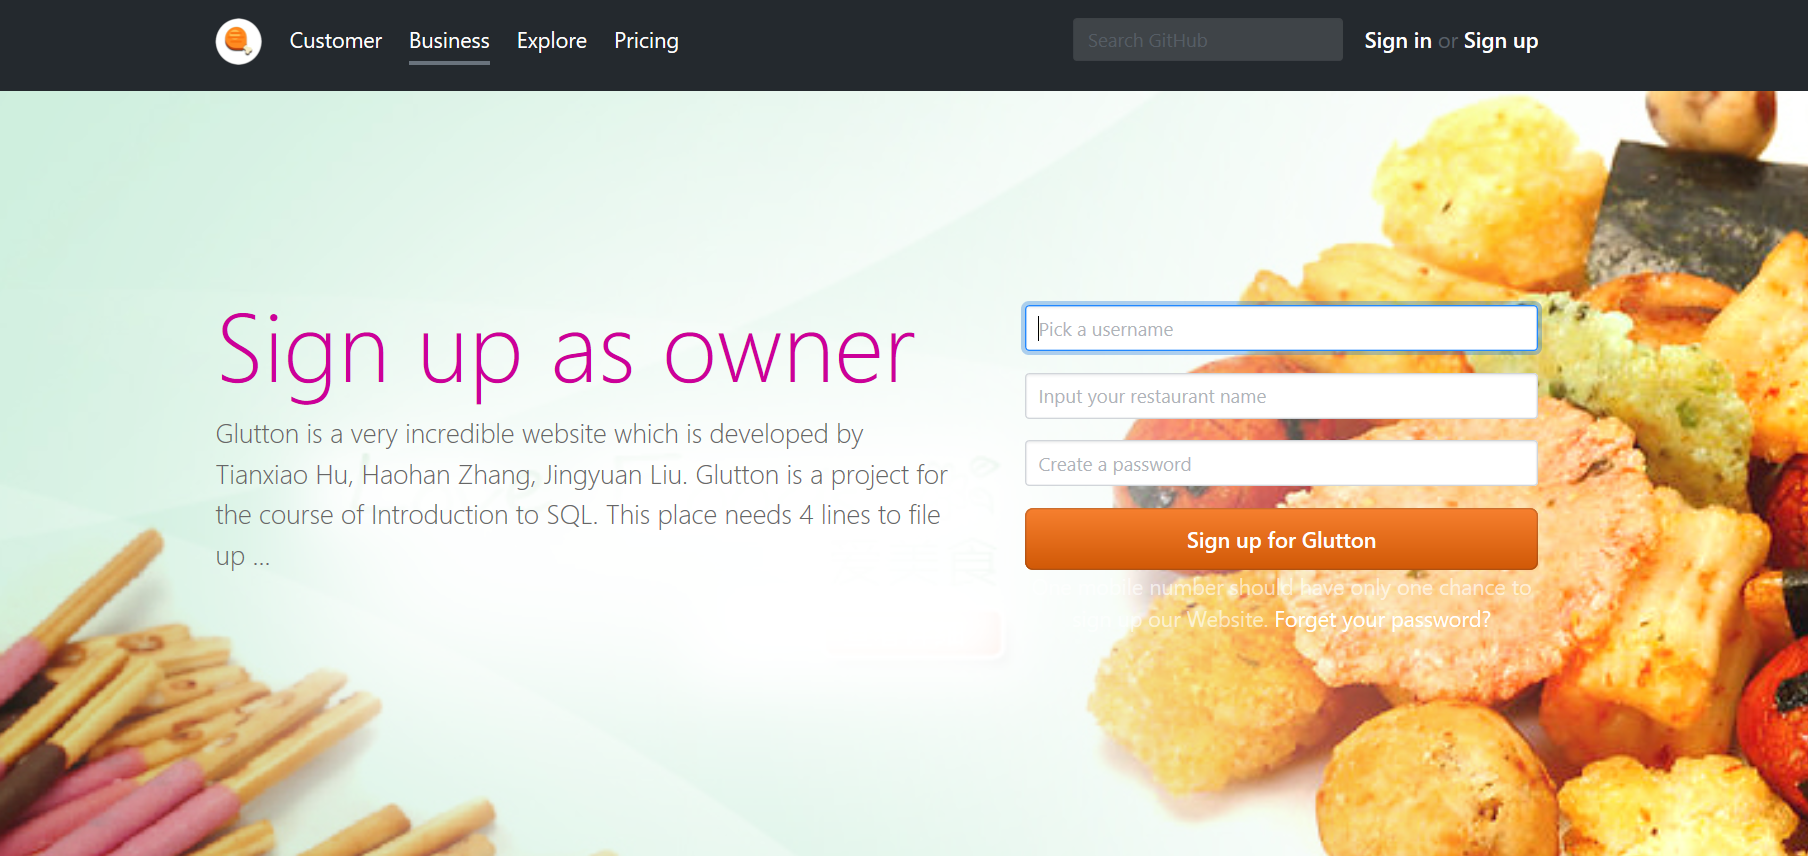 Customer Business Explore Pricing Search GitHub Sign in or Sign up
Sign up as owner
Glutton is a very incredible website which is developed by
Tianxiao Hu, Haohan Zhang, Jingyuan Liu. Glutton is a project for
the course of Introduction to SQL. This place needs 4 lines to file
up ...
Pick a username
Input your restaurant name
Create a password
Sign up for Glutton
mobile number should have only one chance to
sign up our Website. Forget your password?
食